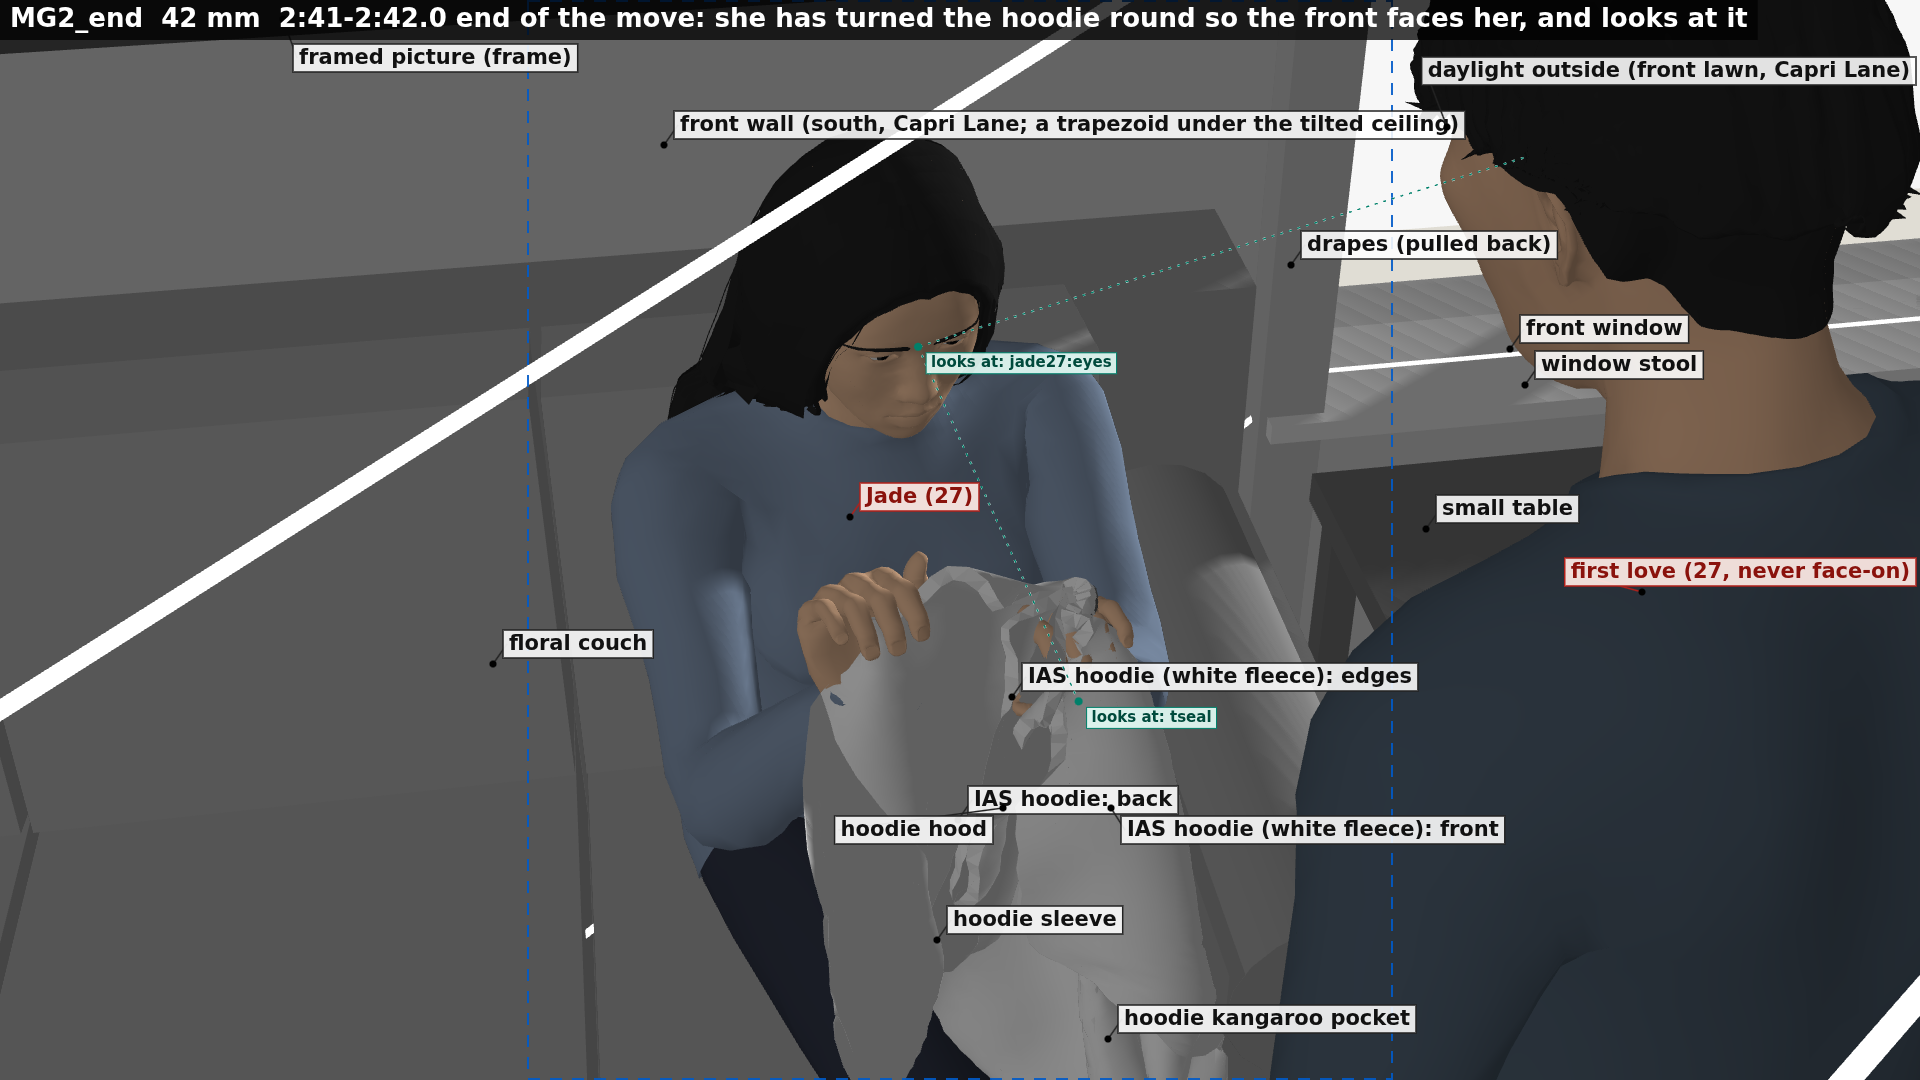 MG2_end 42 mm 2:41-2:42.0 end of the move: she has turned the hoodie round so the front faces her, and looks at it
framed picture (frame)
daylight outside (front lawn, Capri Lane)
front wall (south, Capri Lane; a trapezoid under the tilted ceiling)
drapes (pulled back)
front window
looks at: jade27:eyes
window stool
Jade (27)
small table
first love (27, never face-on)
floral couch
IAS hoodie (white fleece): edges
looks at: tseal
IAS hoodie: back
hoodie hood
IAS hoodie (white fleece): front
hoodie sleeve
hoodie kangaroo pocket